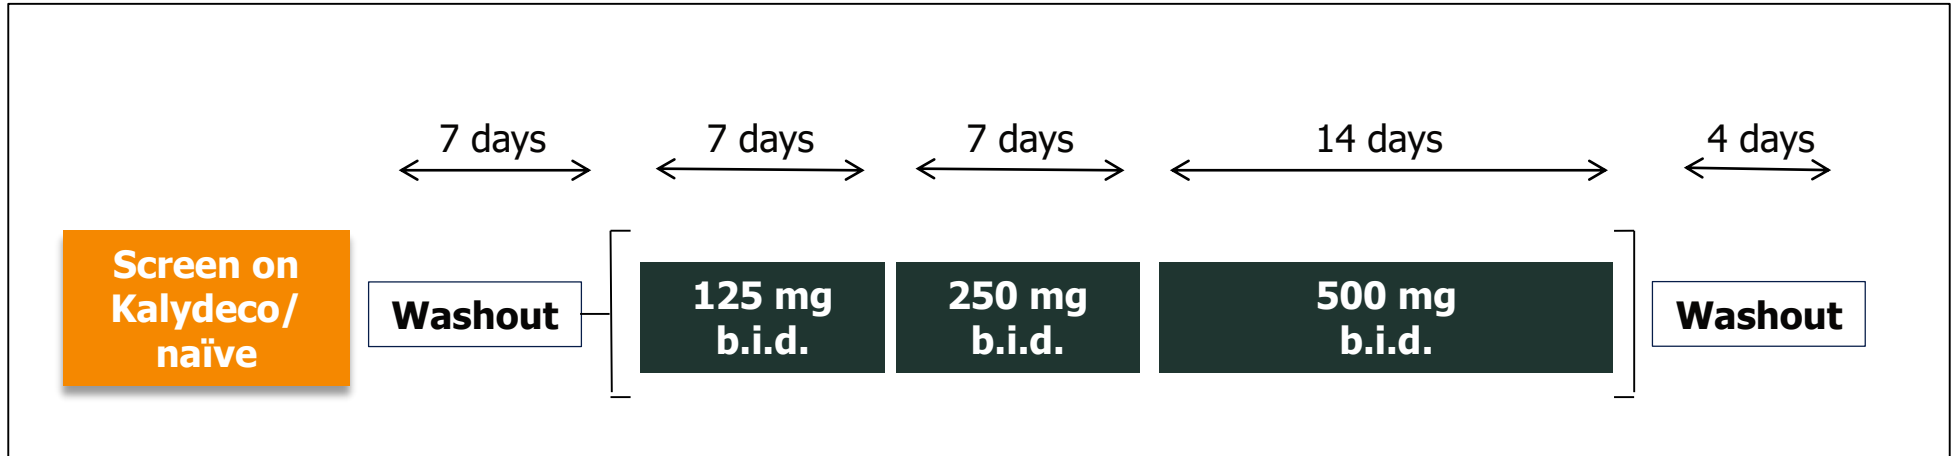 7 days
7 days
7 days
14 days
4 days
Screen on
Kalydeco/
naïve
Washout
125 mg
b.i.d.
250 mg
b.i.d.
500 mg
b.i.d.
Washout